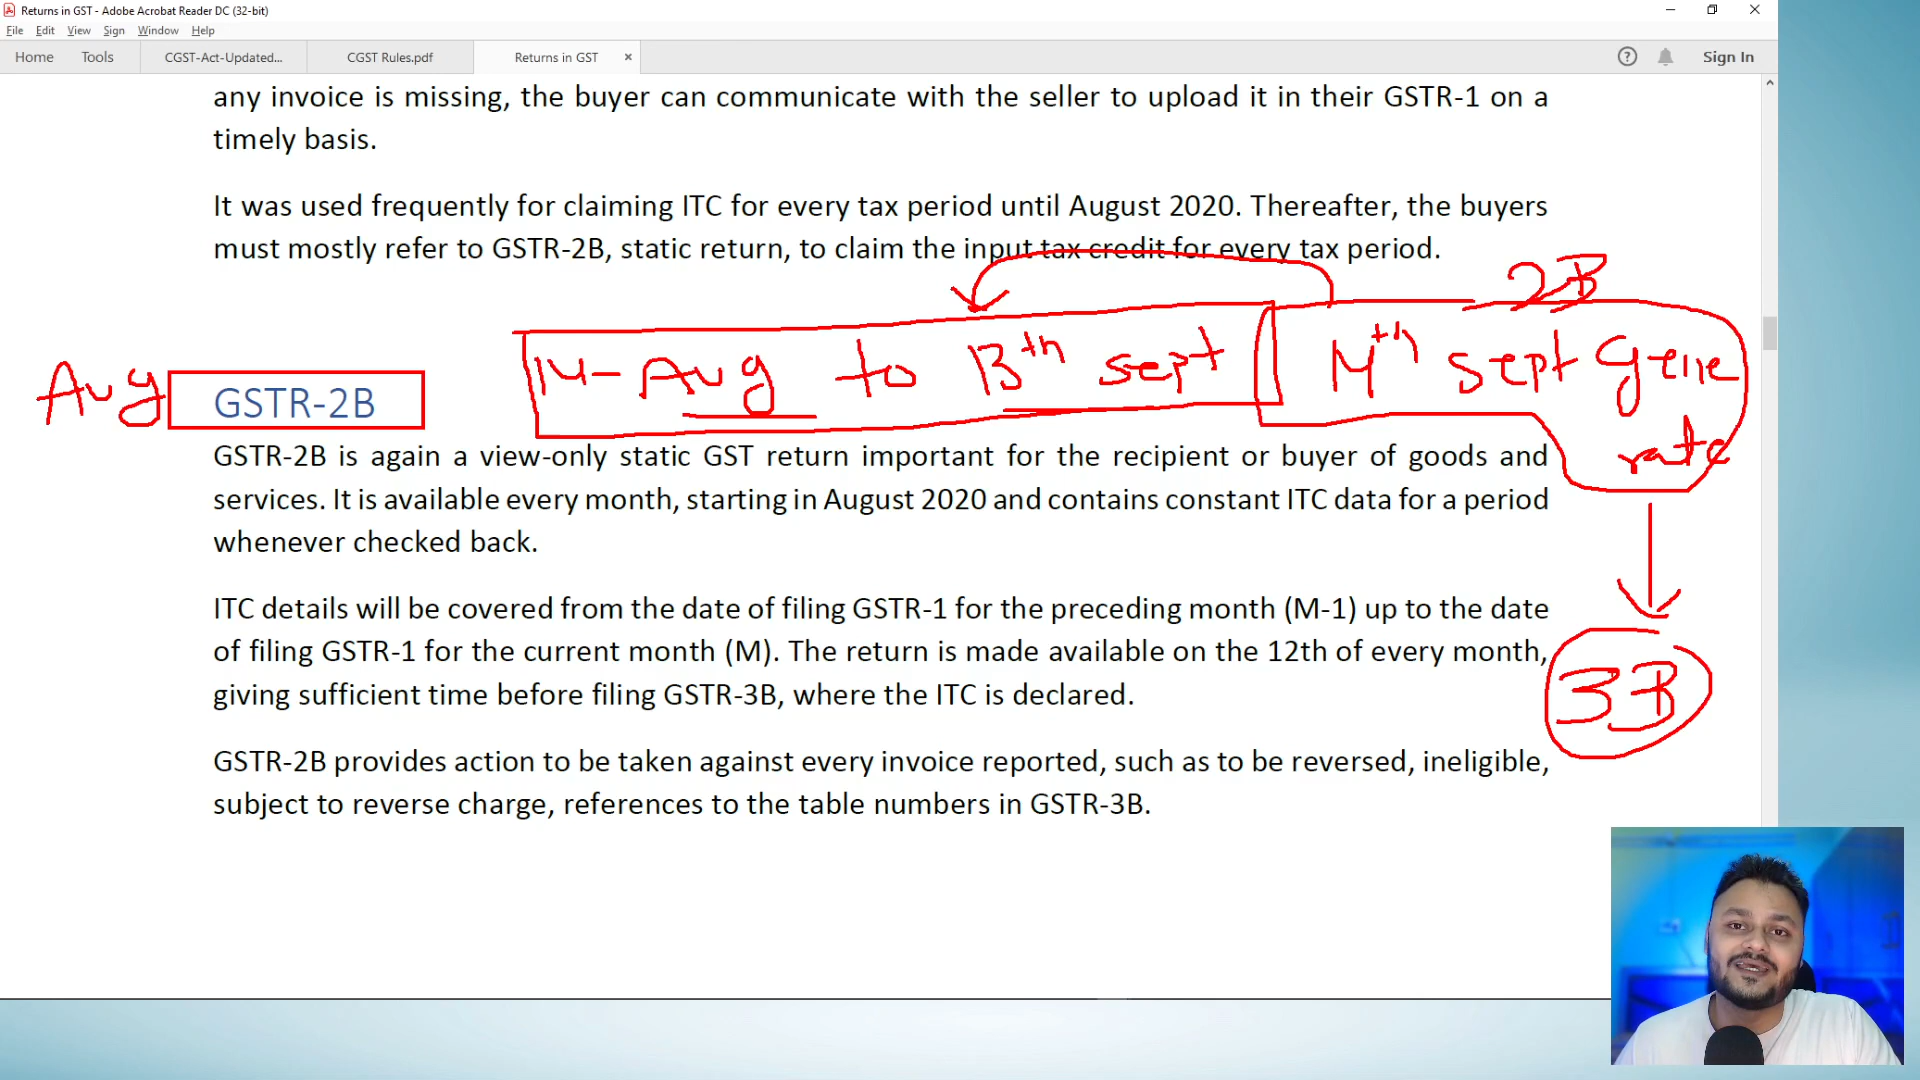 Returns in GST - Adobe Acrobat Reader DC (32-bit)
File Edit View Sign Window Help
Home Tools CGST-Act-Updated... CGST Rules.pdf Returns in GST × Sign In
any invoice is missing, the buyer can communicate with the seller to upload it in their GSTR-1 on a
timely basis.
It was used frequently for claiming ITC for every tax period until August 2020. Thereafter, the buyers
must mostly refer to GSTR-2B, static return, to claim the input tax credit for every tax period.
2B
14-Aug to 13th sept 14th sept Gene
rate
Aug GSTR-2B
GSTR-2B is again a view-only static GST return important for the recipient or buyer of goods and
services. It is available every month, starting in August 2020 and contains constant ITC data for a period
whenever checked back.
ITC details will be covered from the date of filing GSTR-1 for the preceding month (M-1) up to the date
of filing GSTR-1 for the current month (M). The return is made available on the 12th of every month,
giving sufficient time before filing GSTR-3B, where the ITC is declared.
3B
GSTR-2B provides action to be taken against every invoice reported, such as to be reversed, ineligible,
subject to reverse charge, references to the table numbers in GSTR-3B.